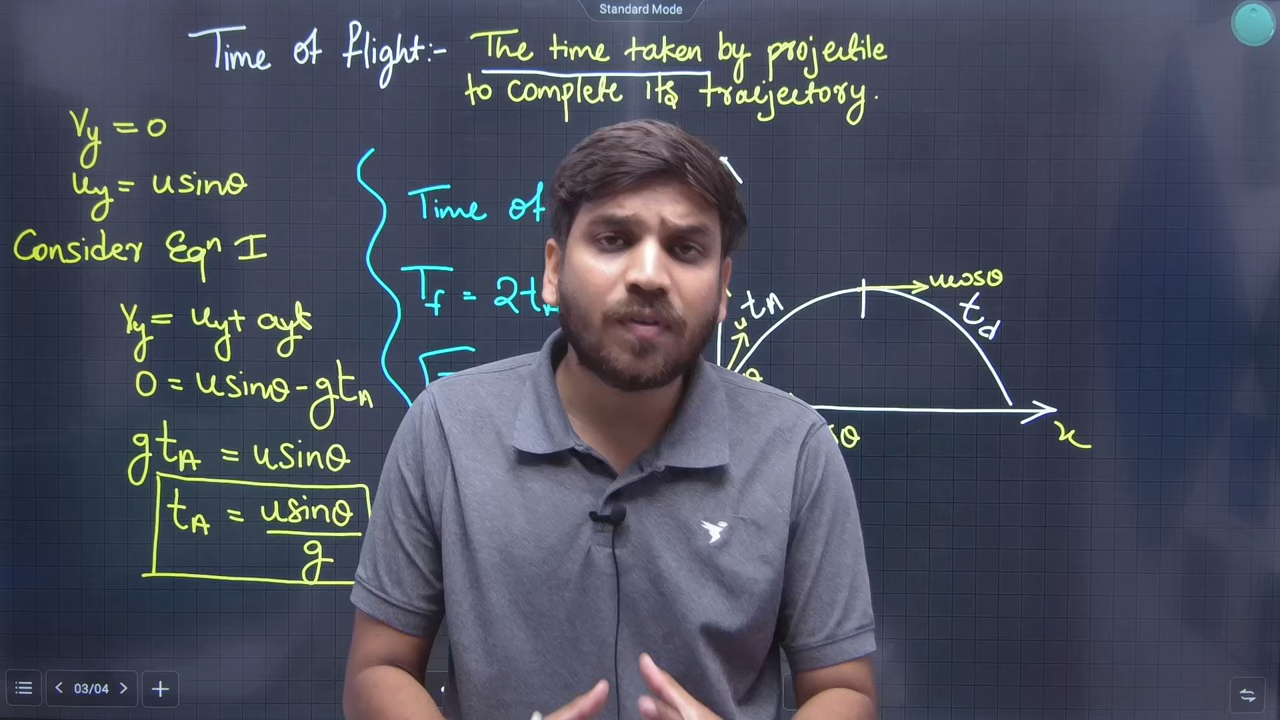 Standard Mode
Time of flight:- The time taken by projectile
to complete its trajectory.
Vy = 0
uy = usinθ
Consider Eqn I
Vy = uy + ayt
0 = usinθ - gtA
gtA = usinθ
tA = usinθ
g
Time of
Tf = 2t
tA
u
θ
ucosθ
td
x
03/04